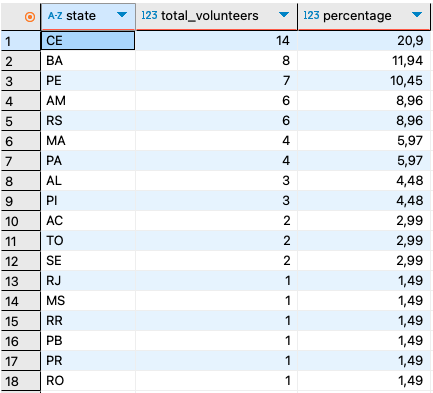 A-Z state 123 total_volunteers 123 percentage
1 CE 14 20,9
2 BA 8 11,94
3 PE 7 10,45
4 AM 6 8,96
5 RS 6 8,96
6 MA 4 5,97
7 PA 4 5,97
8 AL 3 4,48
9 PI 3 4,48
10 AC 2 2,99
11 TO 2 2,99
12 SE 2 2,99
13 RJ 1 1,49
14 MS 1 1,49
15 RR 1 1,49
16 PB 1 1,49
17 PR 1 1,49
18 RO 1 1,49